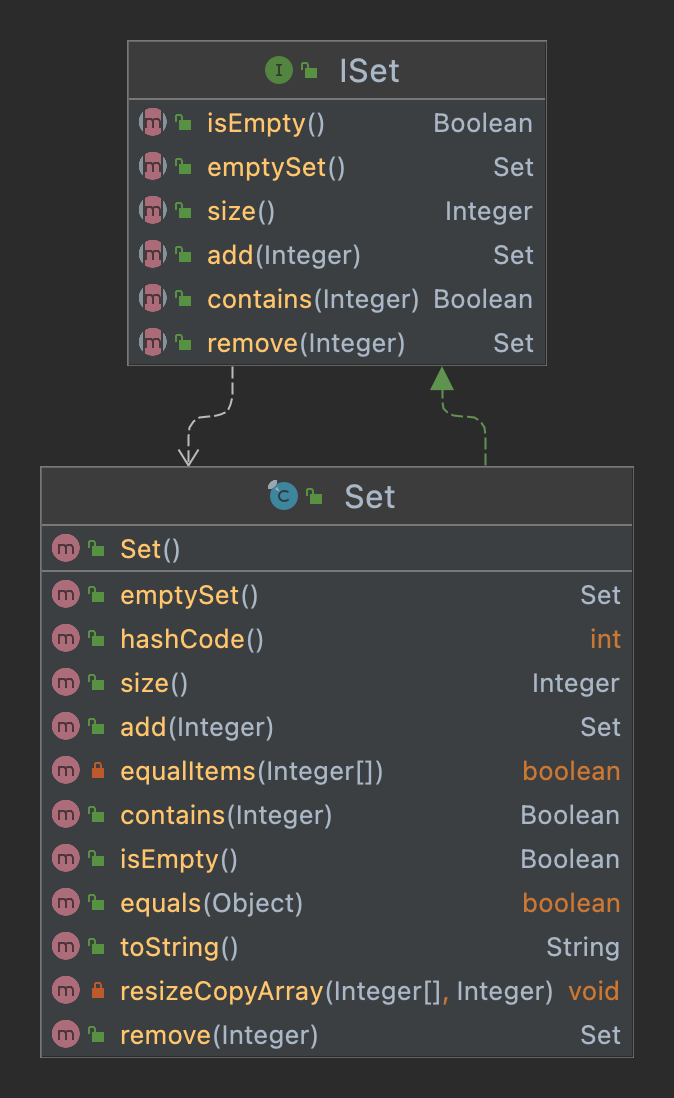 I ISet
m isEmpty() Boolean
m emptySet() Set
m size() Integer
m add(Integer) Set
m contains(Integer) Boolean
m remove(Integer) Set
C Set
m Set()
m emptySet() Set
m hashCode() int
m size() Integer
m add(Integer) Set
m equalItems(Integer[]) boolean
m contains(Integer) Boolean
m isEmpty() Boolean
m equals(Object) boolean
m toString() String
m resizeCopyArray(Integer[], Integer) void
m remove(Integer) Set